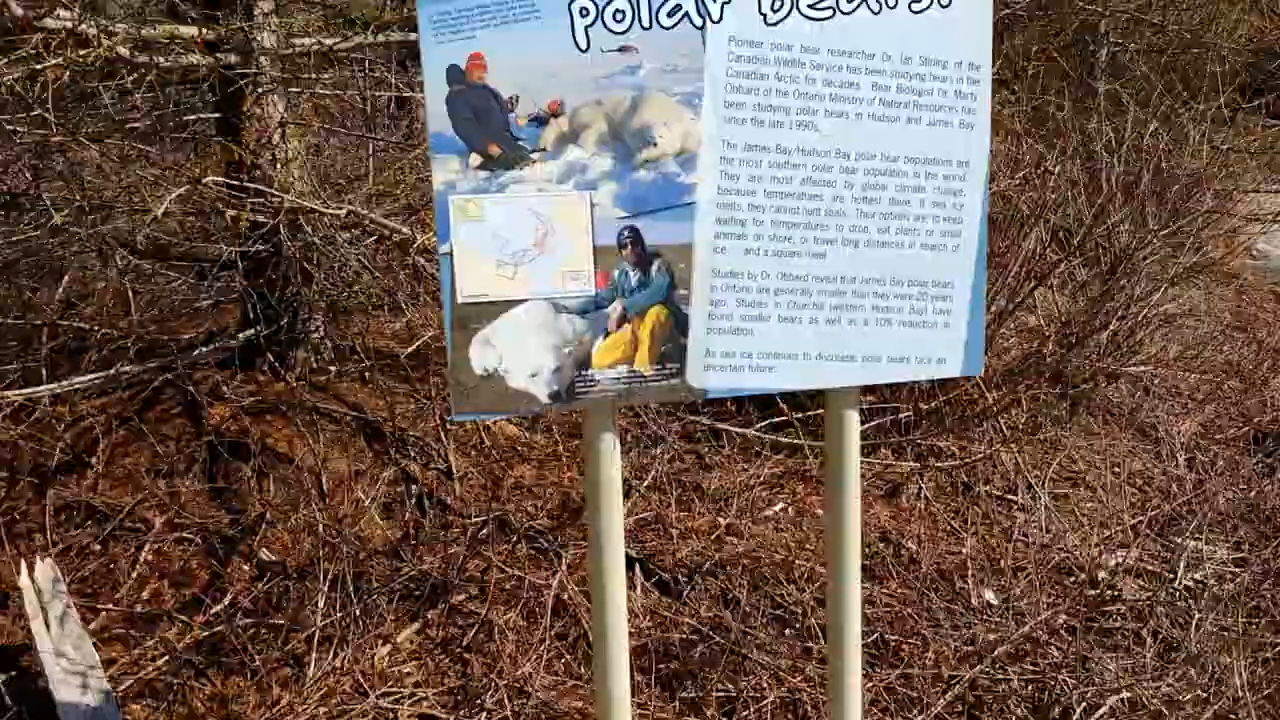 polar bears.
Pioneer polar bear researcher Dr. Ian Stirling of the
Canadian Wildlife Service has been studying bears in the
Canadian Arctic for decades. Bear Biologist Dr. Marty
Obbard of the Ontario Ministry of Natural Resources has
been studying polar bears in Hudson and James Bay
since the late 1990s.
The James Bay/Hudson Bay polar bear populations are
the most southern polar bear population in the world.
They are most affected by global climate change,
because temperatures are hottest there. If sea ice
melts, they cannot hunt seals. Their options are to keep
waiting for temperatures to drop, eat plants or small
animals on shore, or travel long distances in search of
ice and a square meal
Studies by Dr. Obbard reveal that James Bay polar bears
in Ontario are generally smaller than they were 20 years
ago. Studies in Churchill (western Hudson Bay) have
found smaller bears as well as a 10% reduction in
population.
As sea ice continues to decrease, polar bears face an
uncertain future.